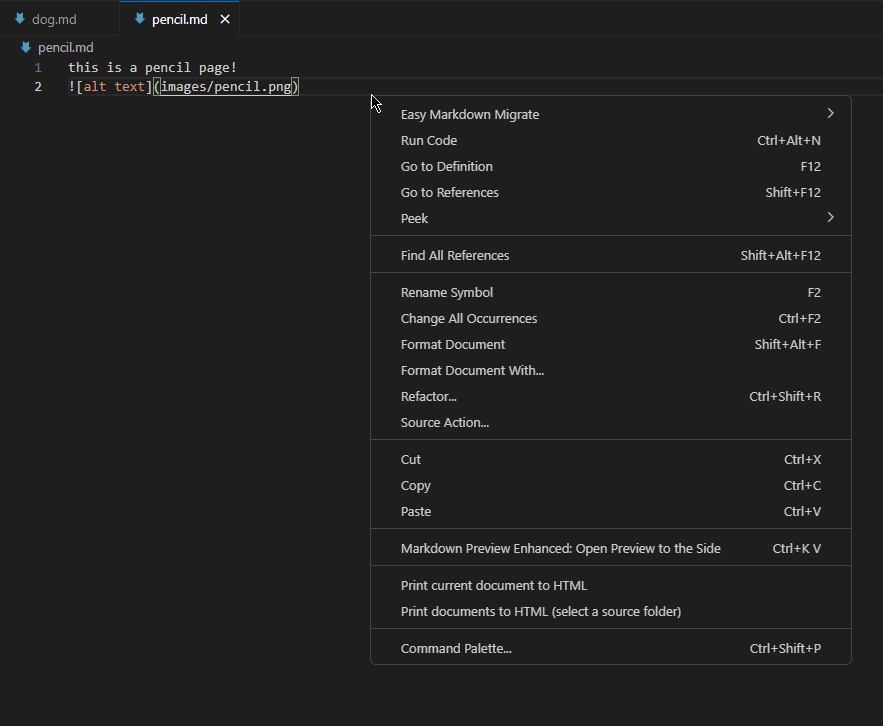 dog.md
pencil.md
pencil.md
1 this is a pencil page!
2 ![alt text](images/pencil.png)
Easy Markdown Migrate
Run Code Ctrl+Alt+N
Go to Definition F12
Go to References Shift+F12
Peek
Find All References Shift+Alt+F12
Rename Symbol F2
Change All Occurrences Ctrl+F2
Format Document Shift+Alt+F
Format Document With...
Refactor... Ctrl+Shift+R
Source Action...
Cut Ctrl+X
Copy Ctrl+C
Paste Ctrl+V
Markdown Preview Enhanced: Open Preview to the Side Ctrl+K V
Print current document to HTML
Print documents to HTML (select a source folder)
Command Palette... Ctrl+Shift+P